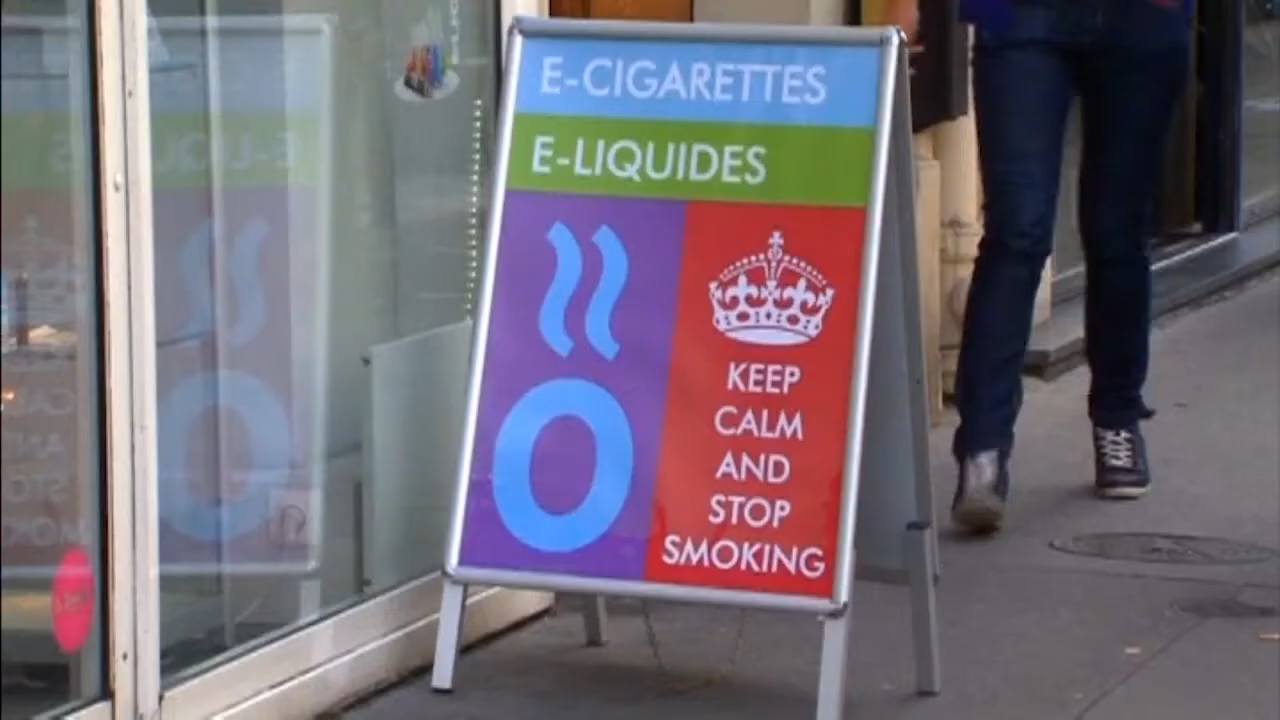 E-CIGARETTES
E-LIQUIDES
KEEP
CALM
AND
STOP
SMOKING